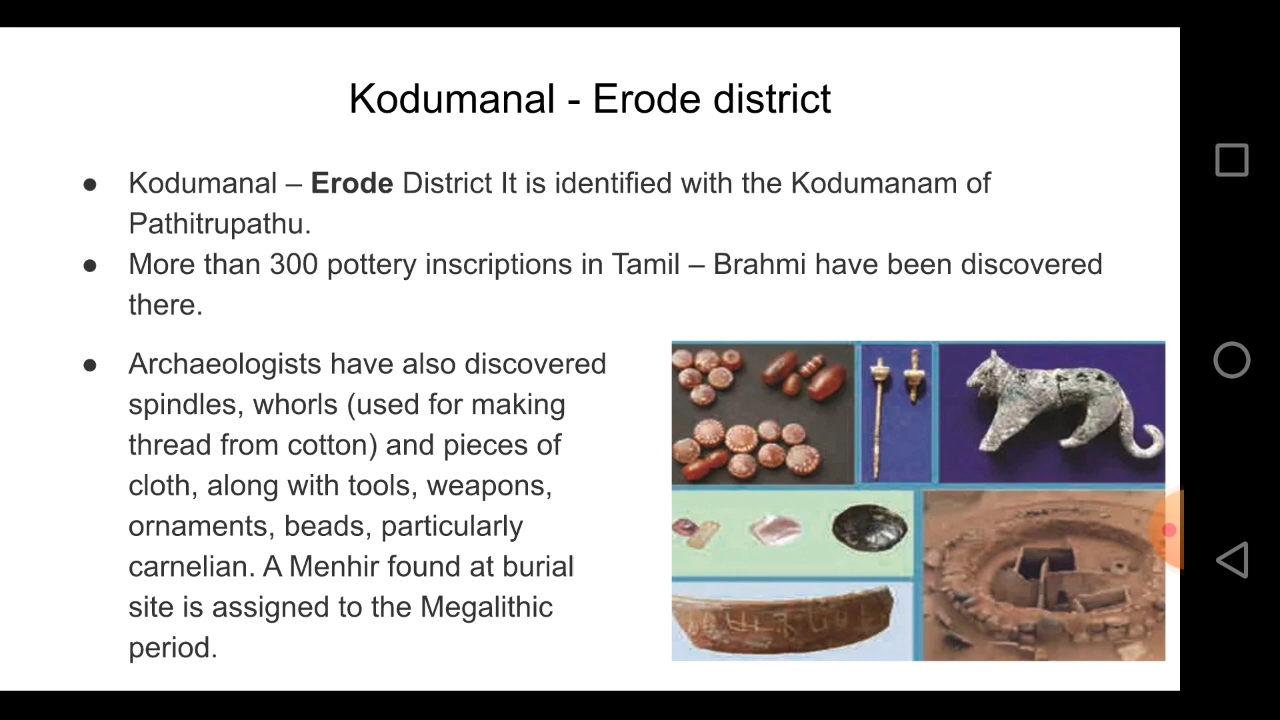 Kodumanal - Erode district
● Kodumanal – Erode District It is identified with the Kodumanam of
Pathitrupathu.
● More than 300 pottery inscriptions in Tamil – Brahmi have been discovered
there.
● Archaeologists have also discovered
spindles, whorls (used for making
thread from cotton) and pieces of
cloth, along with tools, weapons,
ornaments, beads, particularly
carnelian. A Menhir found at burial
site is assigned to the Megalithic
period.